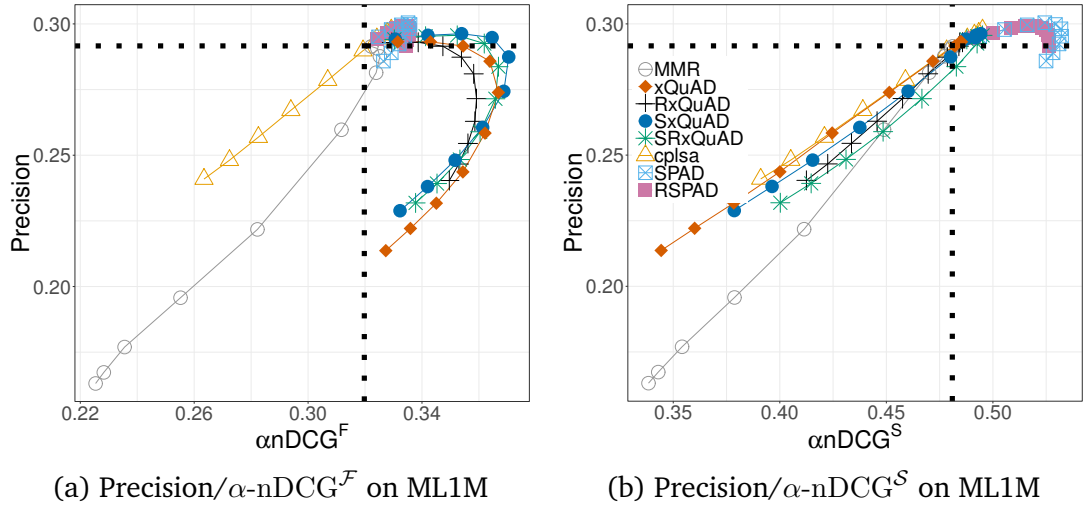 0.30
0.25
0.20
Precision
0.22
0.26
0.30
0.34
αnDCG^F
(a) Precision/α-nDCG^ℱ on ML1M
0.30
0.25
0.20
Precision
MMR
xQuAD
RxQuAD
SxQuAD
SRxQuAD
cplsa
SPAD
RSPAD
0.35
0.40
0.45
0.50
αnDCG^S
(b) Precision/α-nDCG^𝒮 on ML1M